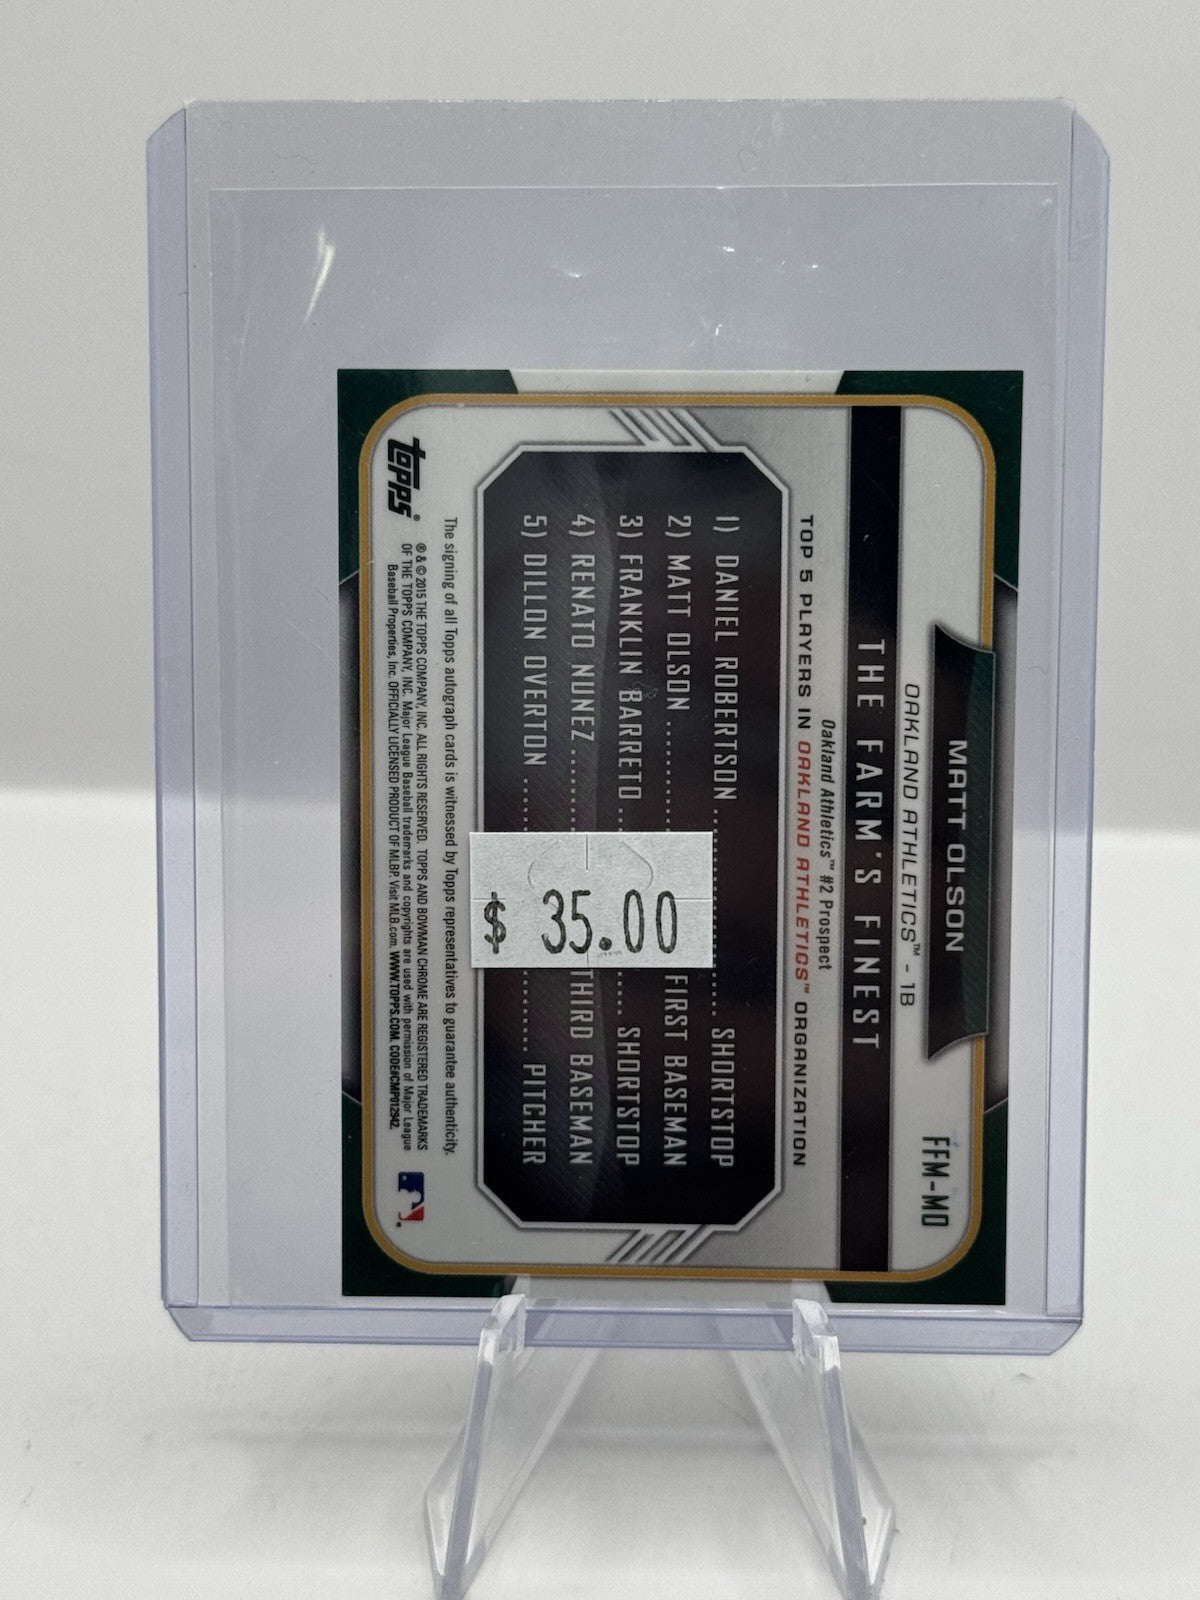 FFM-MO
MATT OLSON
OAKLAND ATHLETICS™ - 1B
THE FARM'S FINEST
Oakland Athletics™ #2 Prospect
TOP 5 PLAYERS IN OAKLAND ATHLETICS™ ORGANIZATION
1) DANIEL ROBERTSON .................... SHORTSTOP
2) MATT OLSON .......... FIRST BASEMAN
3) FRANKLIN BARRETO ....... SHORTSTOP
4) RENATO NUNEZ ....... THIRD BASEMAN
5) DILLON OVERTON ............... PITCHER
$ 35.00
The signing of all Topps autograph cards is witnessed by Topps representatives to guarantee authenticity.
topps®
® & © 2015 THE TOPPS COMPANY, INC. ALL RIGHTS RESERVED. TOPPS AND BOWMAN CHROME ARE REGISTERED TRADEMARKS
OF THE TOPPS COMPANY, INC. Major League Baseball trademarks and copyrights are used with permission of Major League
Baseball Properties, Inc. OFFICIALLY LICENSED PRODUCT OF MLBP. Visit MLB.com. WWW.TOPPS.COM. CODE#CMP012942.